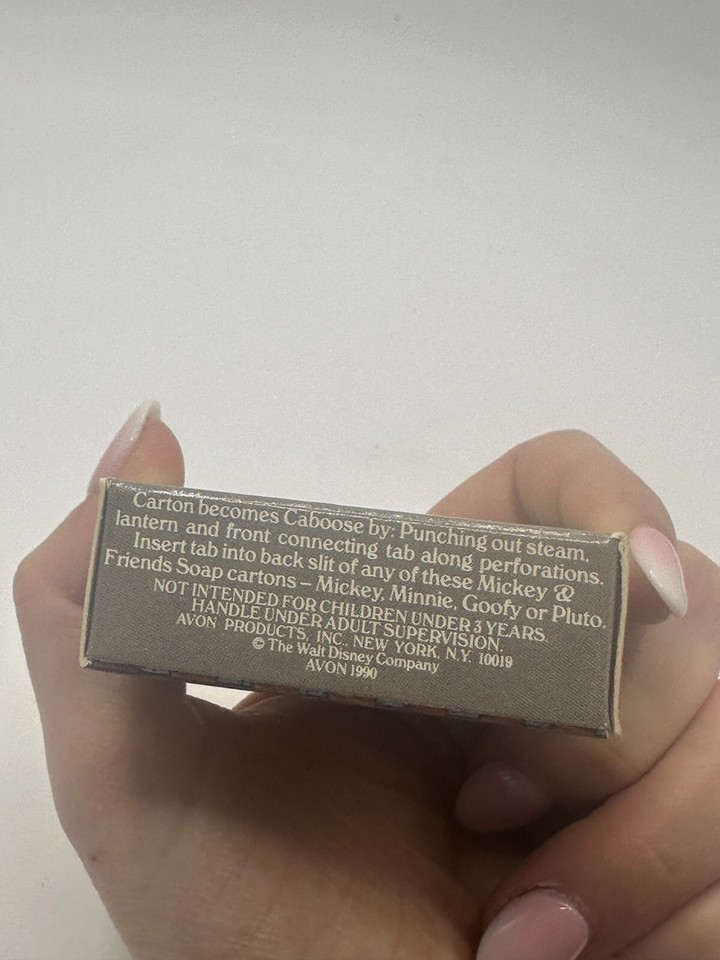 Carton becomes Caboose by: Punching out steam,
lantern and front connecting tab along perforations.
Insert tab into back slit of any of these Mickey &
Friends Soap cartons – Mickey, Minnie, Goofy or Pluto.
NOT INTENDED FOR CHILDREN UNDER 3 YEARS.
HANDLE UNDER ADULT SUPERVISION.
AVON PRODUCTS, INC., NEW YORK, N.Y. 10019
© The Walt Disney Company
AVON 1990